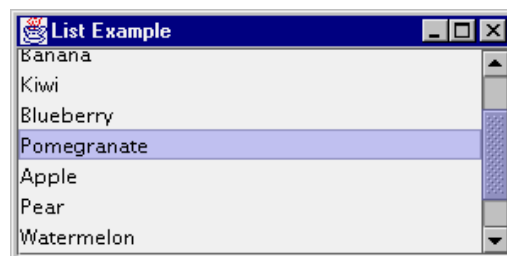 List Example
Banana
Kiwi
Blueberry
Pomegranate
Apple
Pear
Watermelon